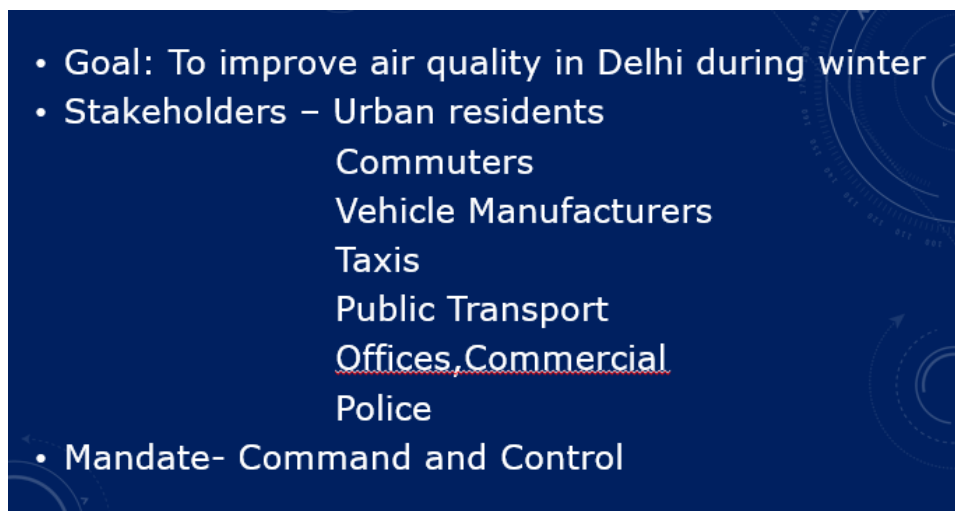 • Goal: To improve air quality in Delhi during winter
• Stakeholders – Urban residents
Commuters
Vehicle Manufacturers
Taxis
Public Transport
Offices,Commercial
Police
• Mandate- Command and Control